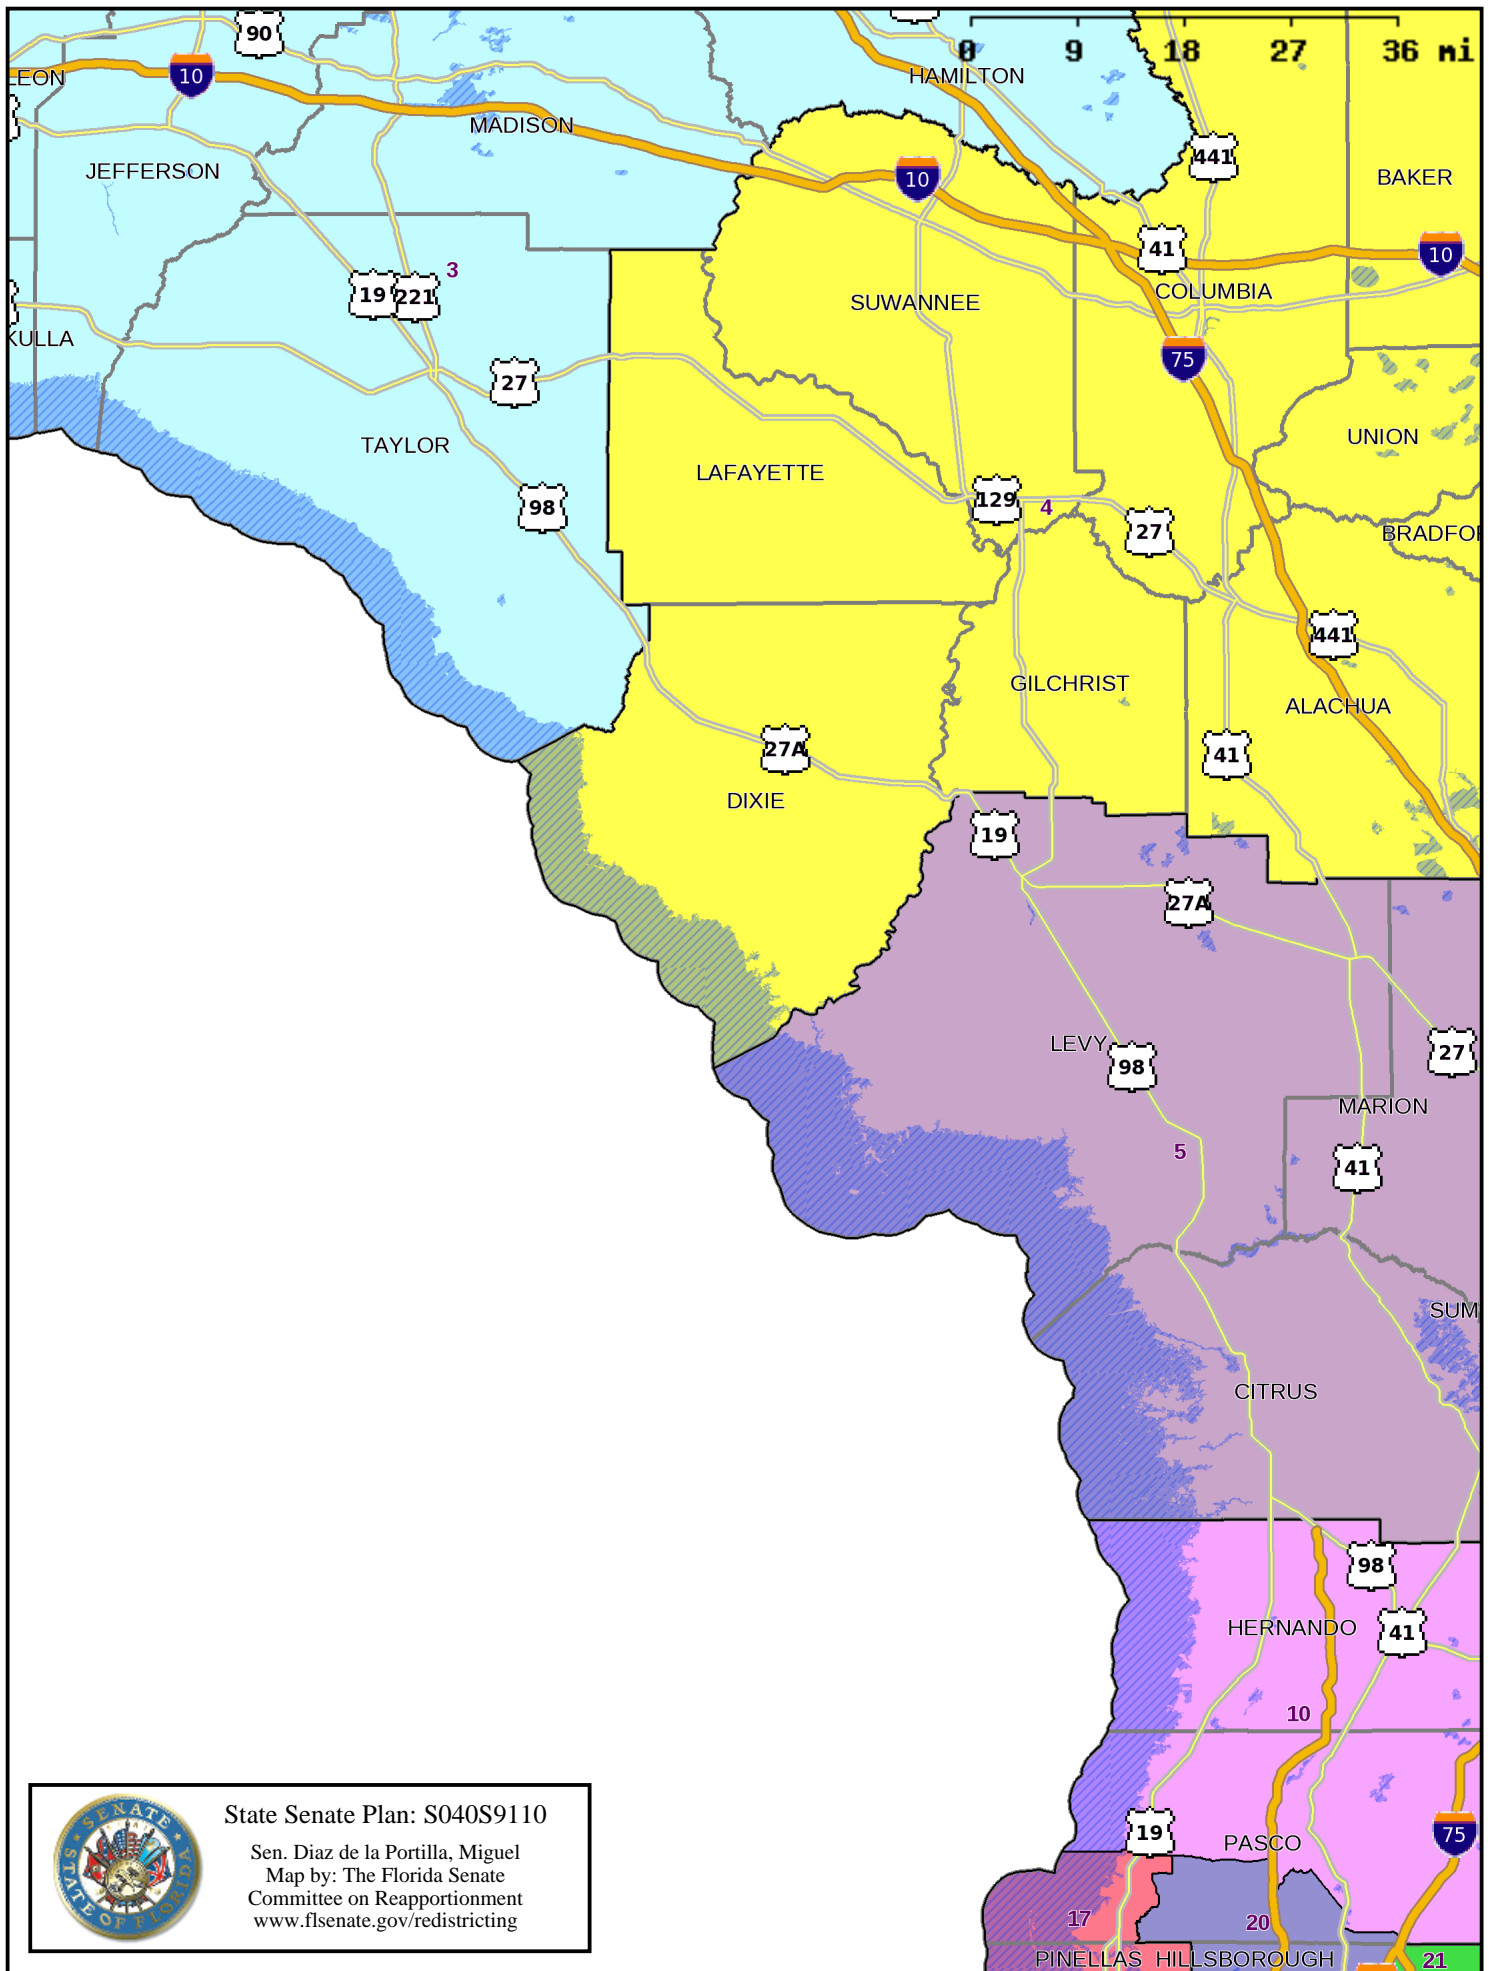 0 9 18 27 36 mi
90
10
LEON
HAMILTON
MADISON
441
JEFFERSON
10
BAKER
41
10
3
19 221
SUWANNEE
COLUMBIA
KULLA
75
27
TAYLOR
UNION
LAFAYETTE
129
4
98
27
BRADFOR
441
GILCHRIST
ALACHUA
27A
41
DIXIE
19
27A
LEVY
98
27
MARION
5
41
SUM
CITRUS
98
HERNANDO
41
10
19
PASCO
75
17
20
PINELLAS
HILLSBOROUGH
21
SENATE
STATE OF FLORIDA
State Senate Plan: S040S9110
Sen. Diaz de la Portilla, Miguel
Map by: The Florida Senate
Committee on Reapportionment
www.flsenate.gov/redistricting